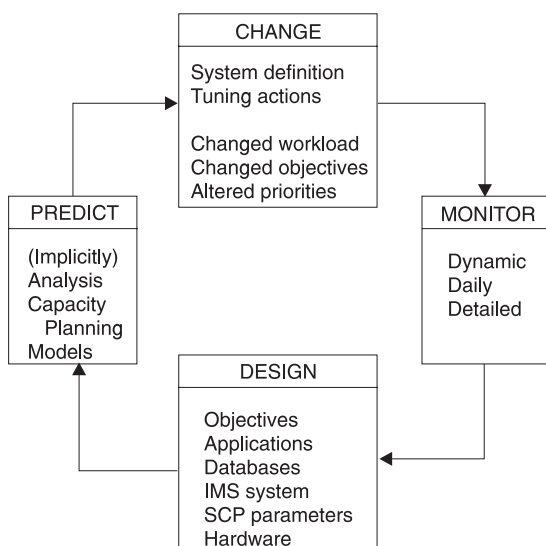 CHANGE
System definition
Tuning actions
Changed workload
Changed objectives
Altered priorities
PREDICT
(Implicitly)
Analysis
Capacity
Planning
Models
MONITOR
Dynamic
Daily
Detailed
DESIGN
Objectives
Applications
Databases
IMS system
SCP parameters
Hardware